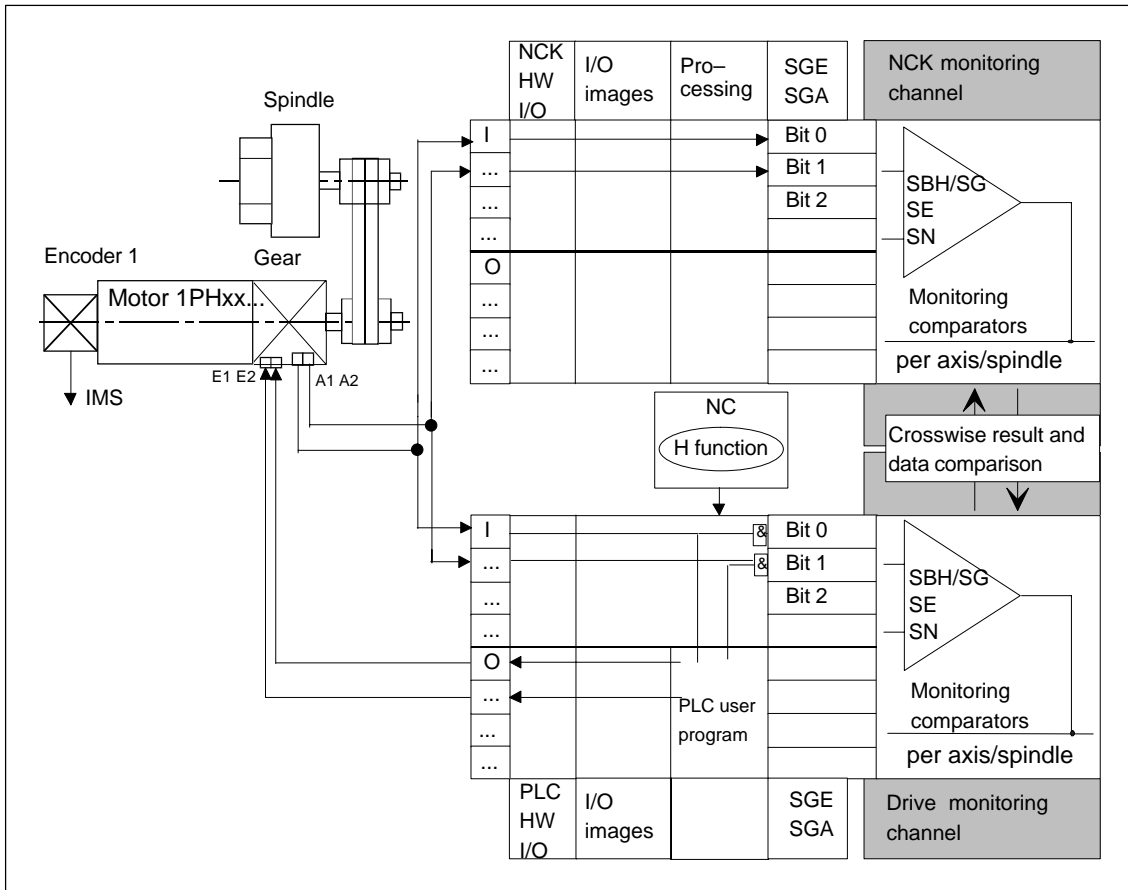 NCK
HW
I/O
I/O
images
Pro–
cessing
SGE
SGA
NCK monitoring
channel
Spindle
I
...
...
...
O
...
...
...
Bit 0
Bit 1
Bit 2
SBH/SG
SE
SN
Monitoring
comparators
per axis/spindle
Encoder 1
Gear
Motor 1PHxx...
E1 E2
A1 A2
IMS
NC
H function
Crosswise result and
data comparison
I
...
...
...
O
...
...
...
&
&
Bit 0
Bit 1
Bit 2
SBH/SG
SE
SN
Monitoring
comparators
per axis/spindle
PLC user
program
PLC
HW
I/O
I/O
images
SGE
SGA
Drive monitoring
channel